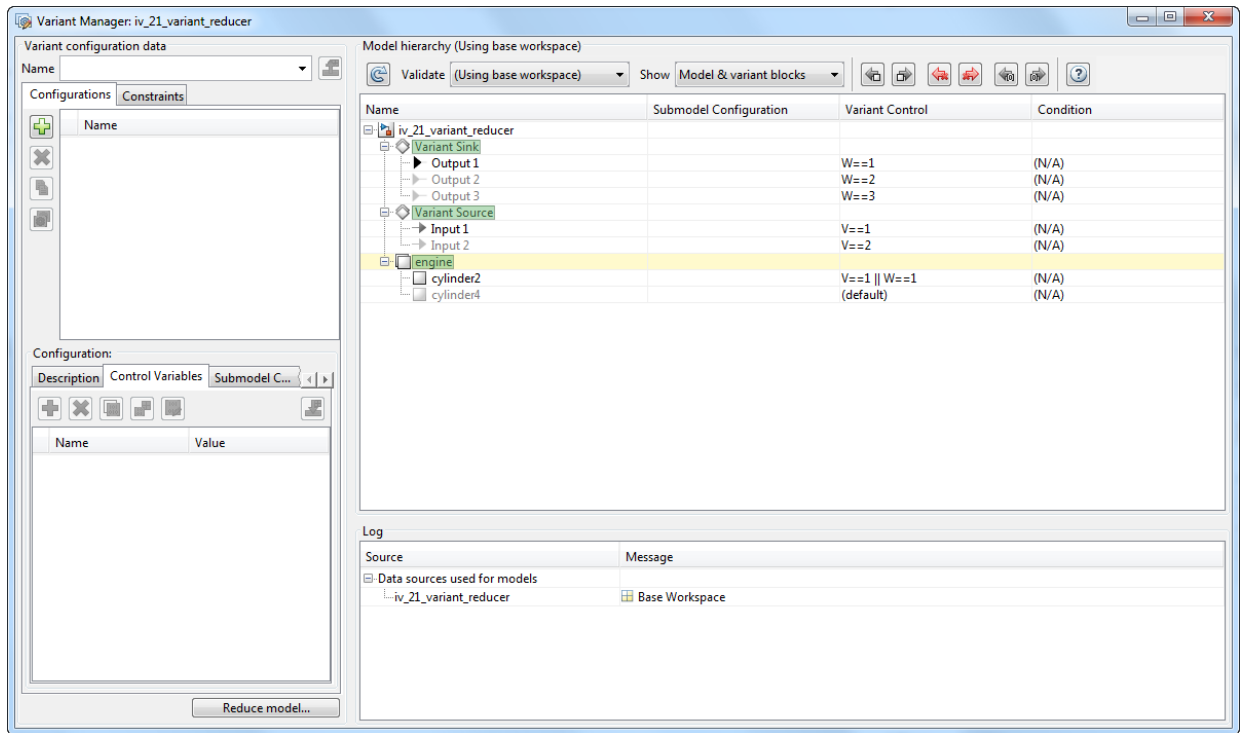 Variant Manager: iv_21_variant_reducer
Variant configuration data
Name
Configurations Constraints
Name
Configuration:
Description Control Variables Submodel C...
Name Value
Reduce model...
Model hierarchy (Using base workspace)
Validate (Using base workspace) Show Model & variant blocks
Name Submodel Configuration Variant Control Condition
iv_21_variant_reducer
Variant Sink
Output 1 W==1 (N/A)
Output 2 W==2 (N/A)
Output 3 W==3 (N/A)
Variant Source
Input 1 V==1 (N/A)
Input 2 V==2 (N/A)
engine
cylinder2 V==1 || W==1 (N/A)
cylinder4 (default) (N/A)
Log
Source Message
Data sources used for models
iv_21_variant_reducer Base Workspace